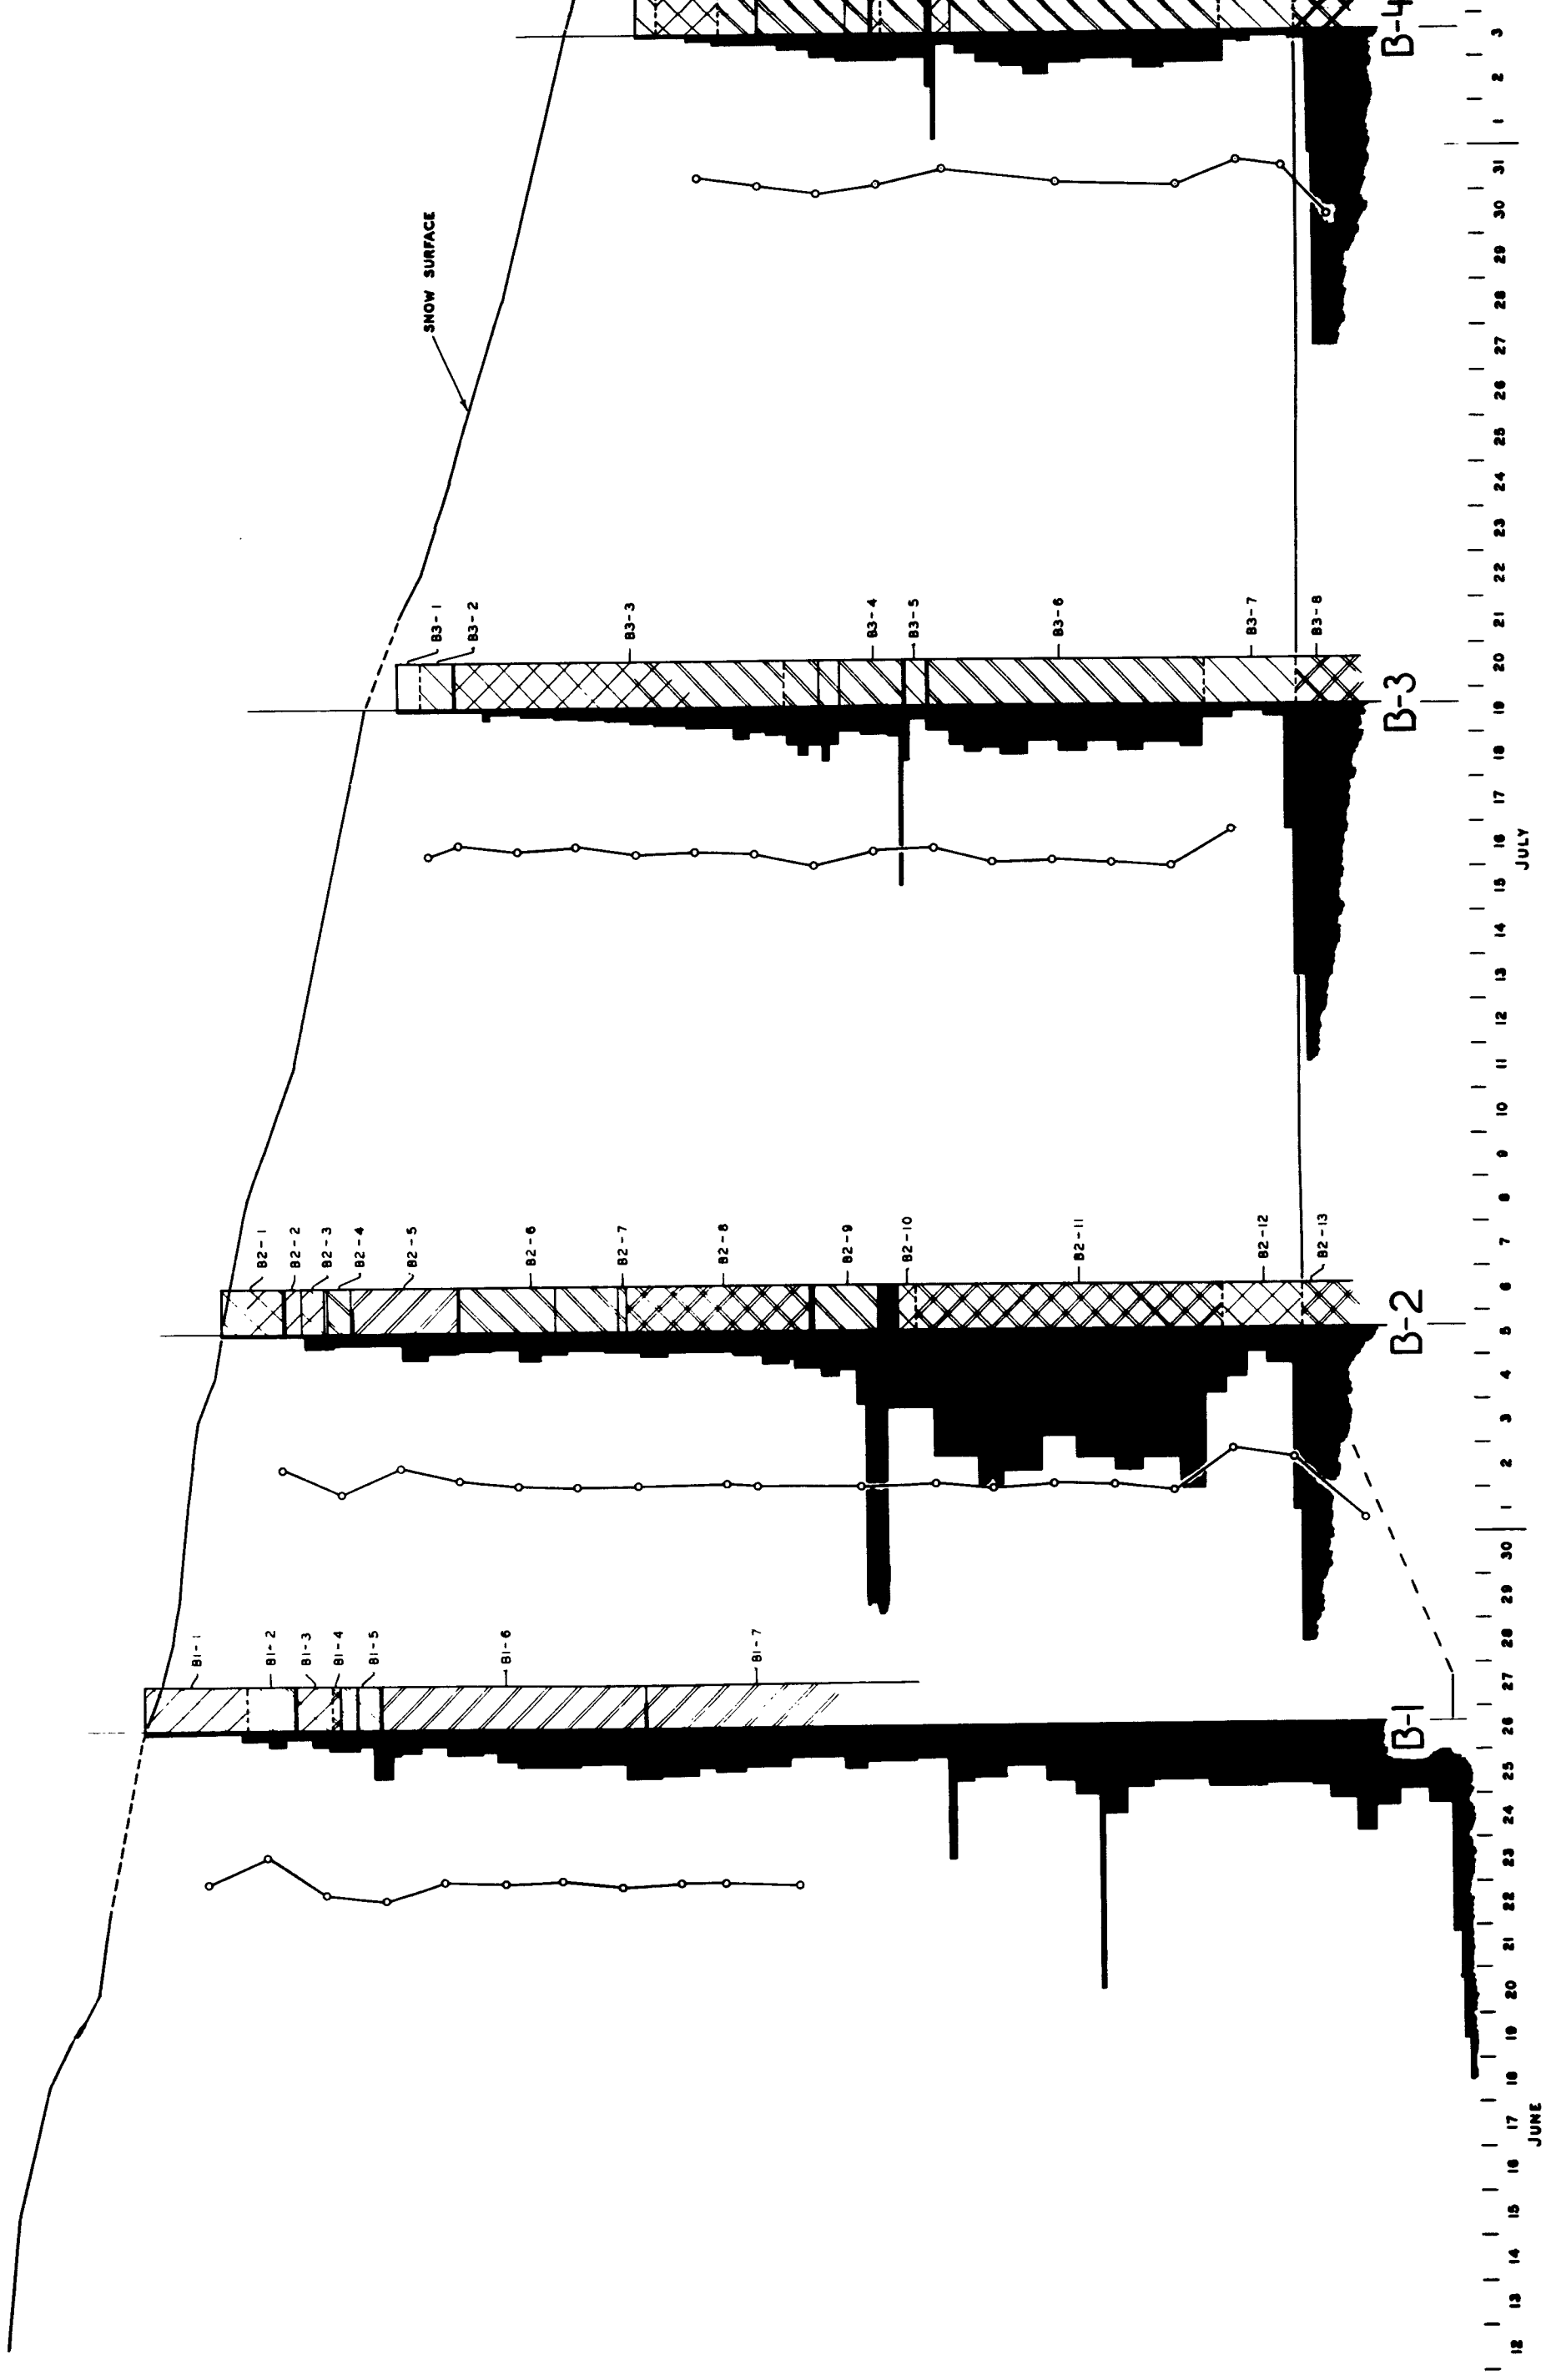 SNOW SURFACE
B1-1
B1-2
B1-3
B1-4
B1-5
B1-6
B1-7
B-1
B2-1
B2-2
B2-3
B2-4
B2-5
B2-6
B2-7
B2-8
B2-9
B2-10
B2-11
B2-12
B2-13
B-2
B3-1
B3-2
B3-3
B3-4
B3-5
B3-6
B3-7
B3-8
B-3
B-4
12 13 14 15 16 17 18 19 20 21 22 23 24 25 26 27 28 29 30 1 2 3 4 5 6 7 8 9 10 11 12 13 14 15 16 17 18 19 20 21 22 23 24 25 26 27 28 29 30 31 1 2 3
JUNE JULY